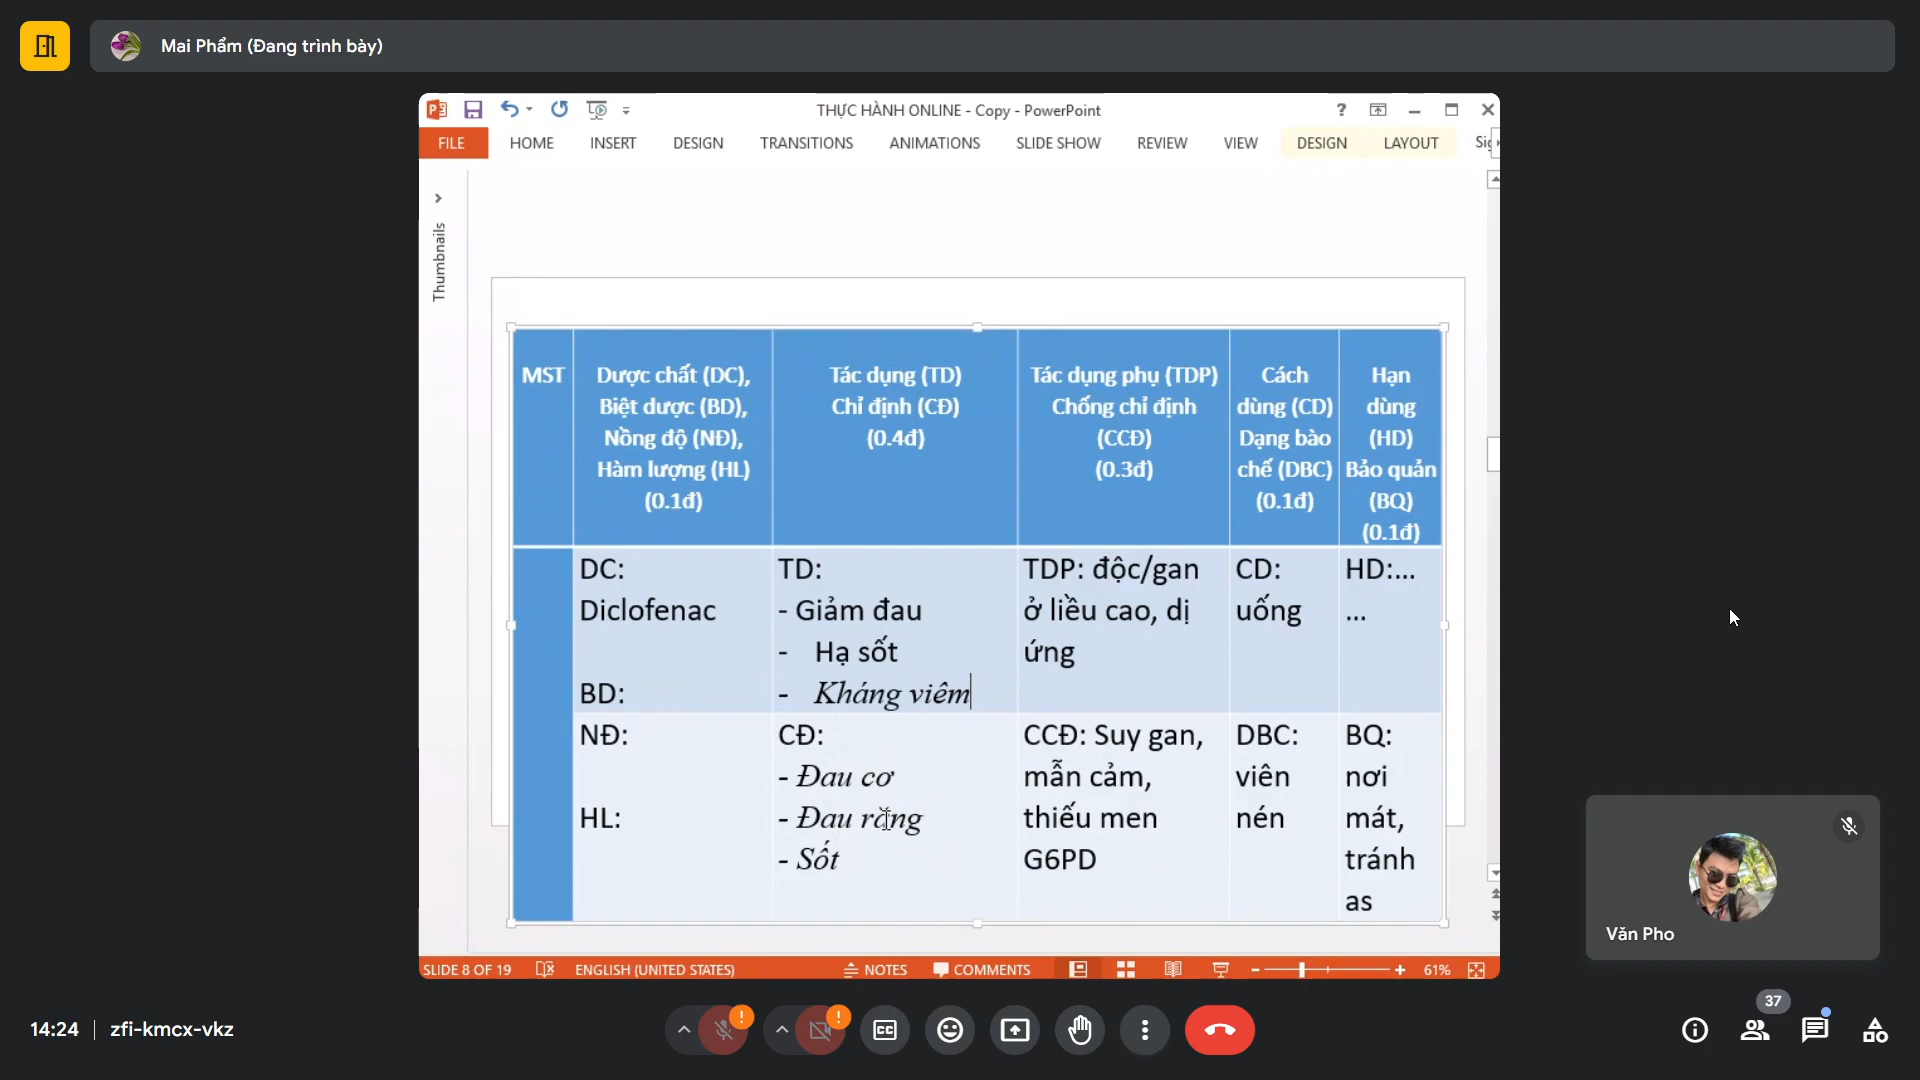 Mai Phẩm (Đang trình bày)
THỰC HÀNH ONLINE - Copy - PowerPoint
FILE HOME INSERT DESIGN TRANSITIONS ANIMATIONS SLIDE SHOW REVIEW VIEW DESIGN LAYOUT
Thumbnails
MST
Dược chất (DC),
Biệt dược (BD),
Nồng độ (NĐ),
Hàm lượng (HL)
(0.1đ)
Tác dụng (TD)
Chỉ định (CĐ)
(0.4đ)
Tác dụng phụ (TDP)
Chống chỉ định
(CCĐ)
(0.3đ)
Cách
dùng (CD)
Dạng bào
chế (DBC)
(0.1đ)
Hạn
dùng
(HD)
Bảo quản
(BQ)
(0.1đ)
DC:
Diclofenac
BD:
TD:
- Giảm đau
- Hạ sốt
- Kháng viêm
TDP: độc/gan
ở liều cao, dị
ứng
CD:
uống
HD:...
...
NĐ:
HL:
CĐ:
- Đau cơ
- Đau răng
- Sốt
CCĐ: Suy gan,
mẫn cảm,
thiếu men
G6PD
DBC:
viên
nén
BQ:
nơi
mát,
tránh
as
SLIDE 8 OF 19 ENGLISH (UNITED STATES) NOTES COMMENTS 61%
Văn Pho
14:24 zfi-kmcx-vkz
37